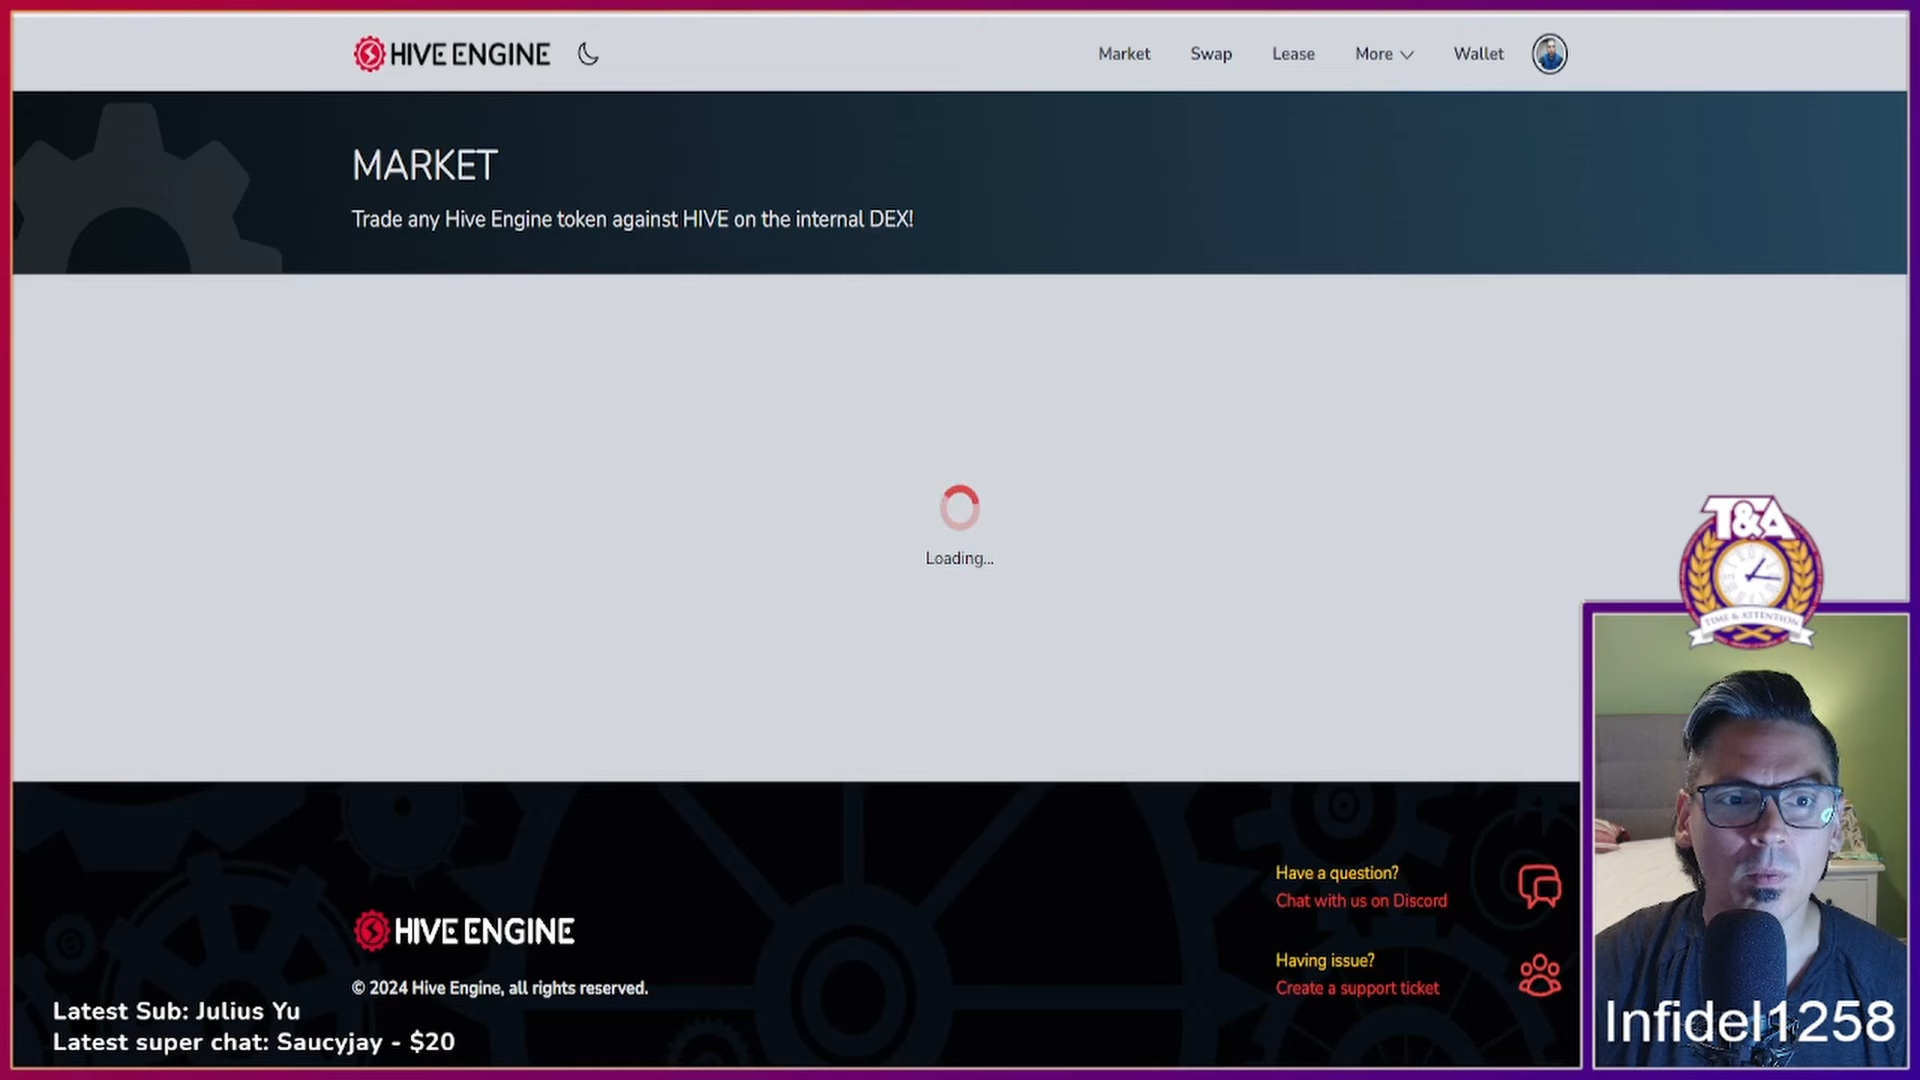 HIVE ENGINE
Market
Swap
Lease
More
Wallet
MARKET
Trade any Hive Engine token against HIVE on the internal DEX!
Loading...
T&A
TIME & ATTENTION
Have a question?
Chat with us on Discord
HIVE ENGINE
Having issue?
Create a support ticket
© 2024 Hive Engine, all rights reserved.
Latest Sub: Julius Yu
Latest super chat: Saucyjay - $20
Infidel1258